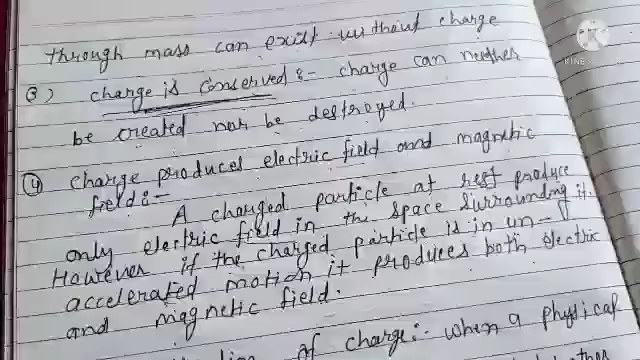 through mass can exist without charge
3) charge is conserved :- charge can neither
be created nor be destroyed.
4) charge produces electric field and magnetic
field :-
A charged particle at rest produce
only electric field in the space surrounding it.
However if the charged particle is in un-
accelerated motion it produces both electric
and magnetic field.
of charge :- when a physical
KINE